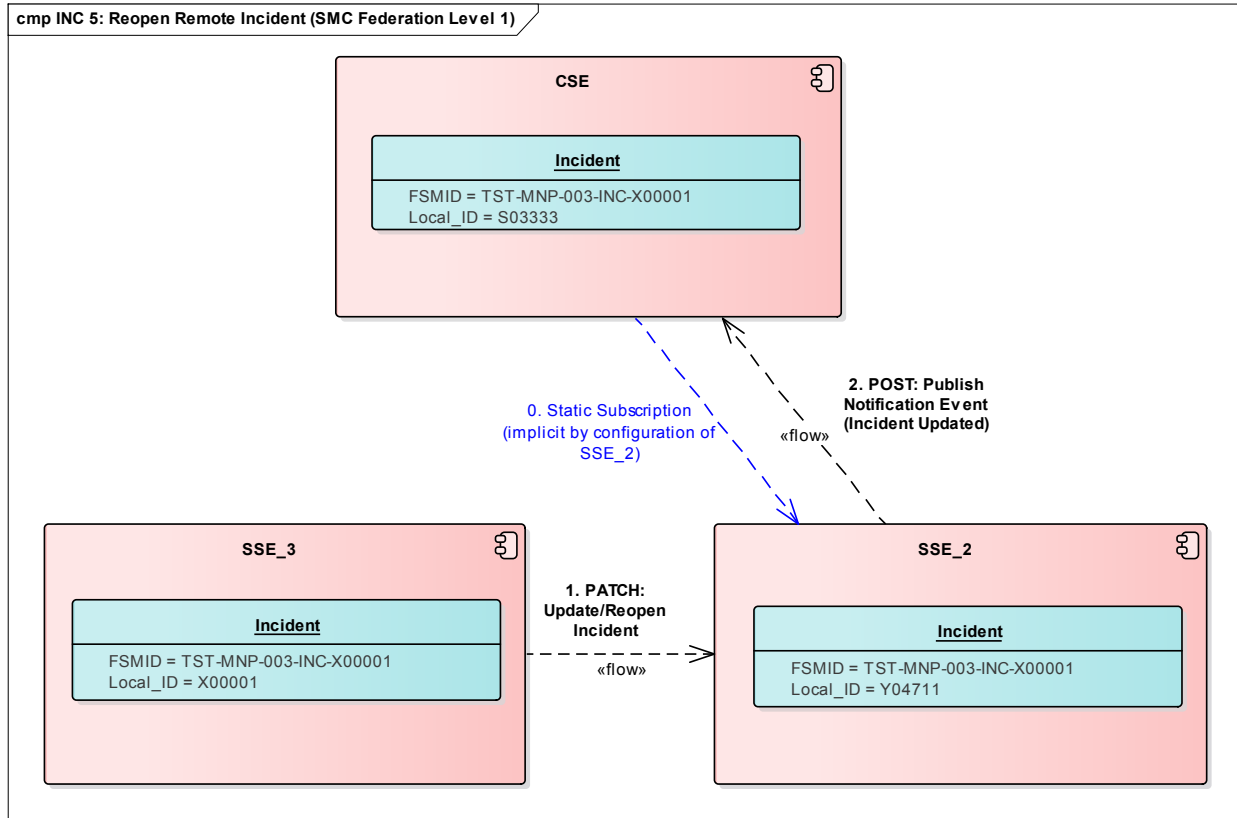 cmp INC 5: Reopen Remote Incident (SMC Federation Level 1)
CSE
Incident
FSMID = TST-MNP-003-INC-X00001
Local_ID = S03333
0. Static Subscription
(implicit by configuration of
SSE_2)
2. POST: Publish
Notification Event
(Incident Updated)
«flow»
SSE_3
Incident
FSMID = TST-MNP-003-INC-X00001
Local_ID = X00001
1. PATCH:
Update/Reopen
Incident
«flow»
SSE_2
Incident
FSMID = TST-MNP-003-INC-X00001
Local_ID = Y04711